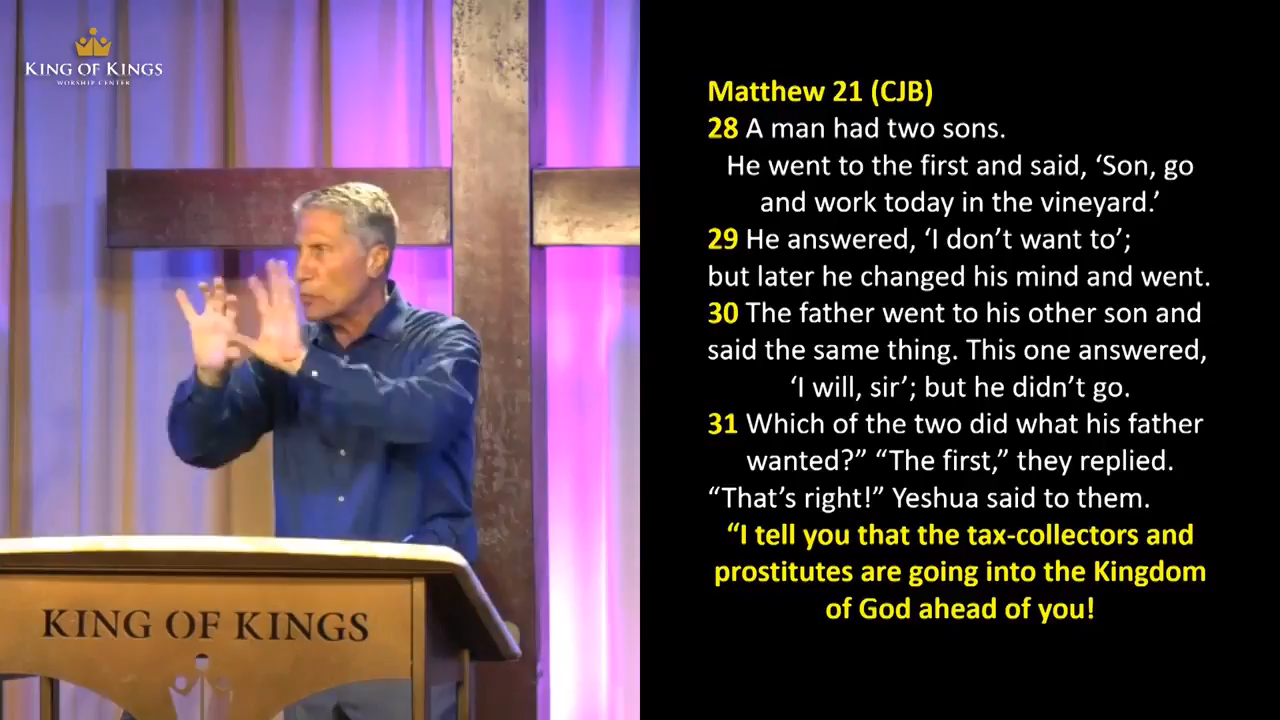 KING OF KINGS
WORSHIP CENTER
KING OF KINGS
Matthew 21 (CJB)
28 A man had two sons.
He went to the first and said, ‘Son, go
and work today in the vineyard.’
29 He answered, ‘I don’t want to’;
but later he changed his mind and went.
30 The father went to his other son and
said the same thing. This one answered,
‘I will, sir’; but he didn’t go.
31 Which of the two did what his father
wanted?” “The first,” they replied.
“That’s right!” Yeshua said to them.
“I tell you that the tax-collectors and
prostitutes are going into the Kingdom
of God ahead of you!